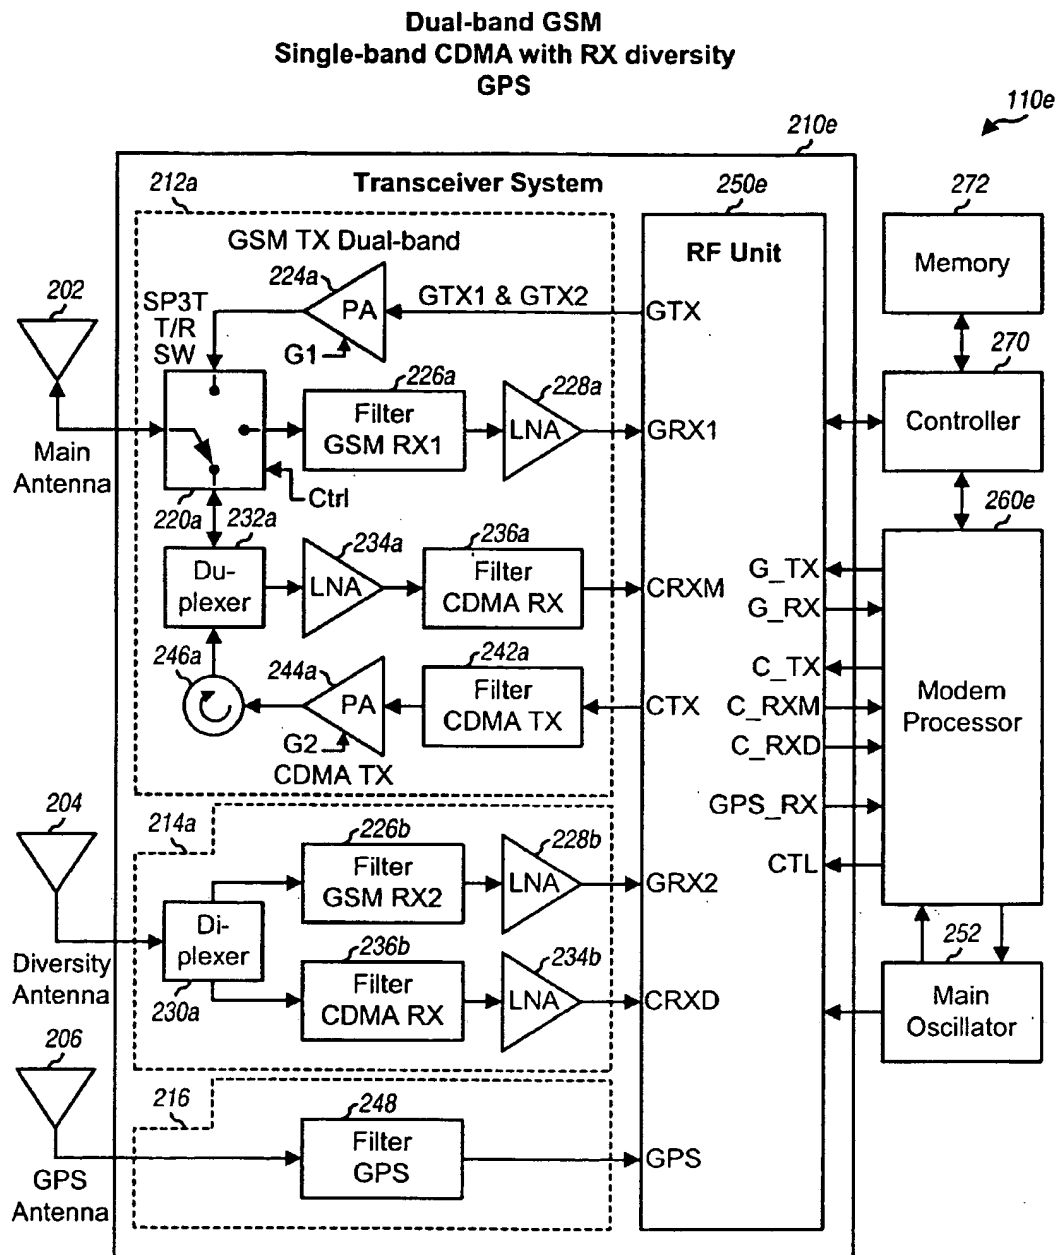 Dual-band GSM
Single-band CDMA with RX diversity
GPS
110e
210e
212a
Transceiver System
250e
272
GSM TX Dual-band
RF Unit
Memory
224a
202
SP3T
T/R
SW
PA
GTX1 & GTX2
GTX
G1
270
226a
228a
Filter
GSM RX1
LNA
GRX1
Controller
Main
Antenna
Ctrl
220a
232a
260e
234a
236a
Du-
plexer
LNA
Filter
CDMA RX
CRXM
G_TX
G_RX
246a
244a
242a
C_TX
PA
Filter
CDMA TX
CTX
C_RXM
Modem
Processor
G2
CDMA TX
C_RXD
204
214a
226b
228b
GPS_RX
Filter
GSM RX2
LNA
GRX2
CTL
Di-
plexer
236b
234b
252
Diversity
Antenna
230a
Filter
CDMA RX
LNA
CRXD
Main
Oscillator
206
216
248
Filter
GPS
GPS
GPS
Antenna